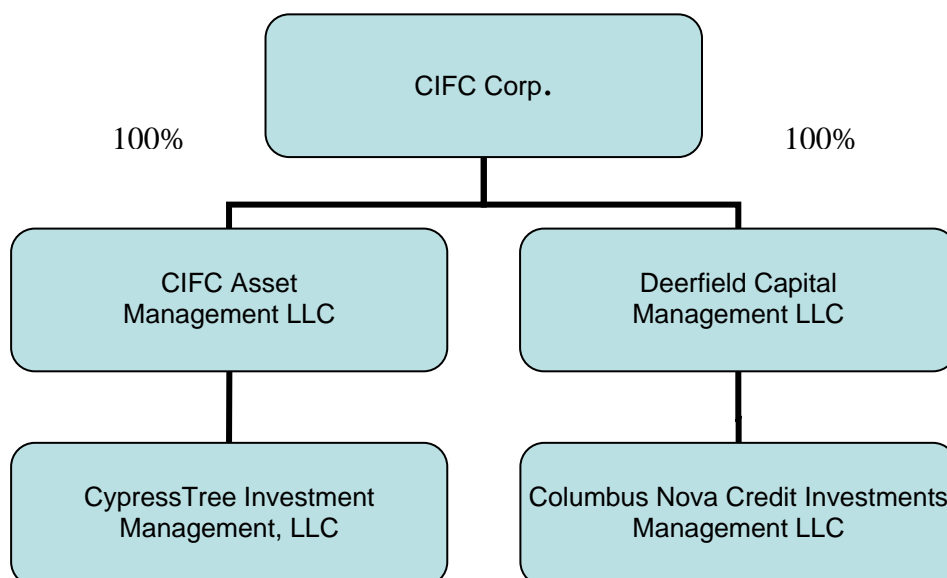 CIFC Corp.
100%
100%
CIFC Asset
Management LLC
Deerfield Capital
Management LLC
CypressTree Investment
Management, LLC
Columbus Nova Credit Investments
Management LLC